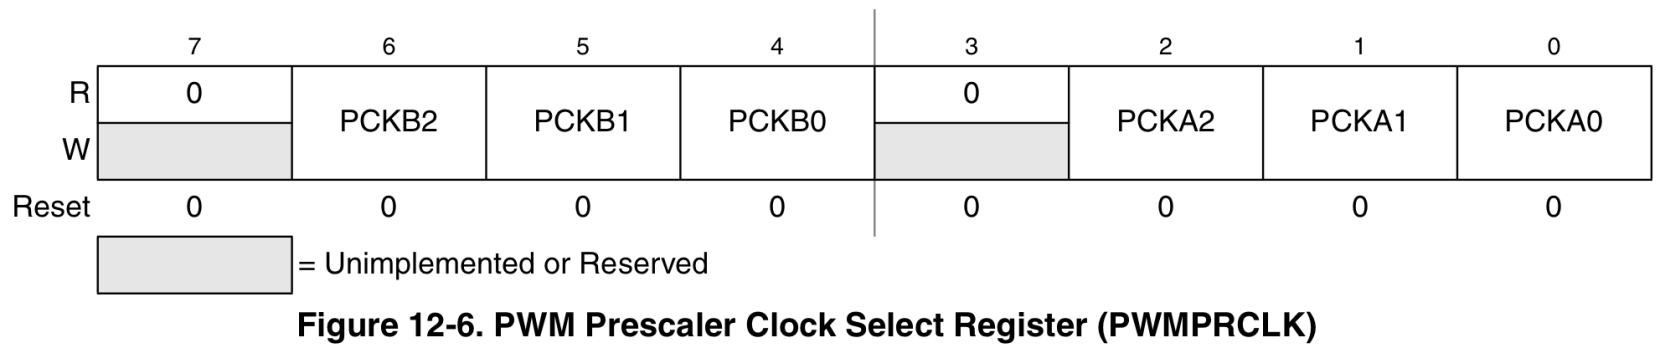 7 6 5 4 3 2 1 0
R 0 PCKB2 PCKB1 PCKB0 0 PCKA2 PCKA1 PCKA0
W
Reset 0 0 0 0 0 0 0 0
= Unimplemented or Reserved
Figure 12-6. PWM Prescaler Clock Select Register (PWMPRCLK)